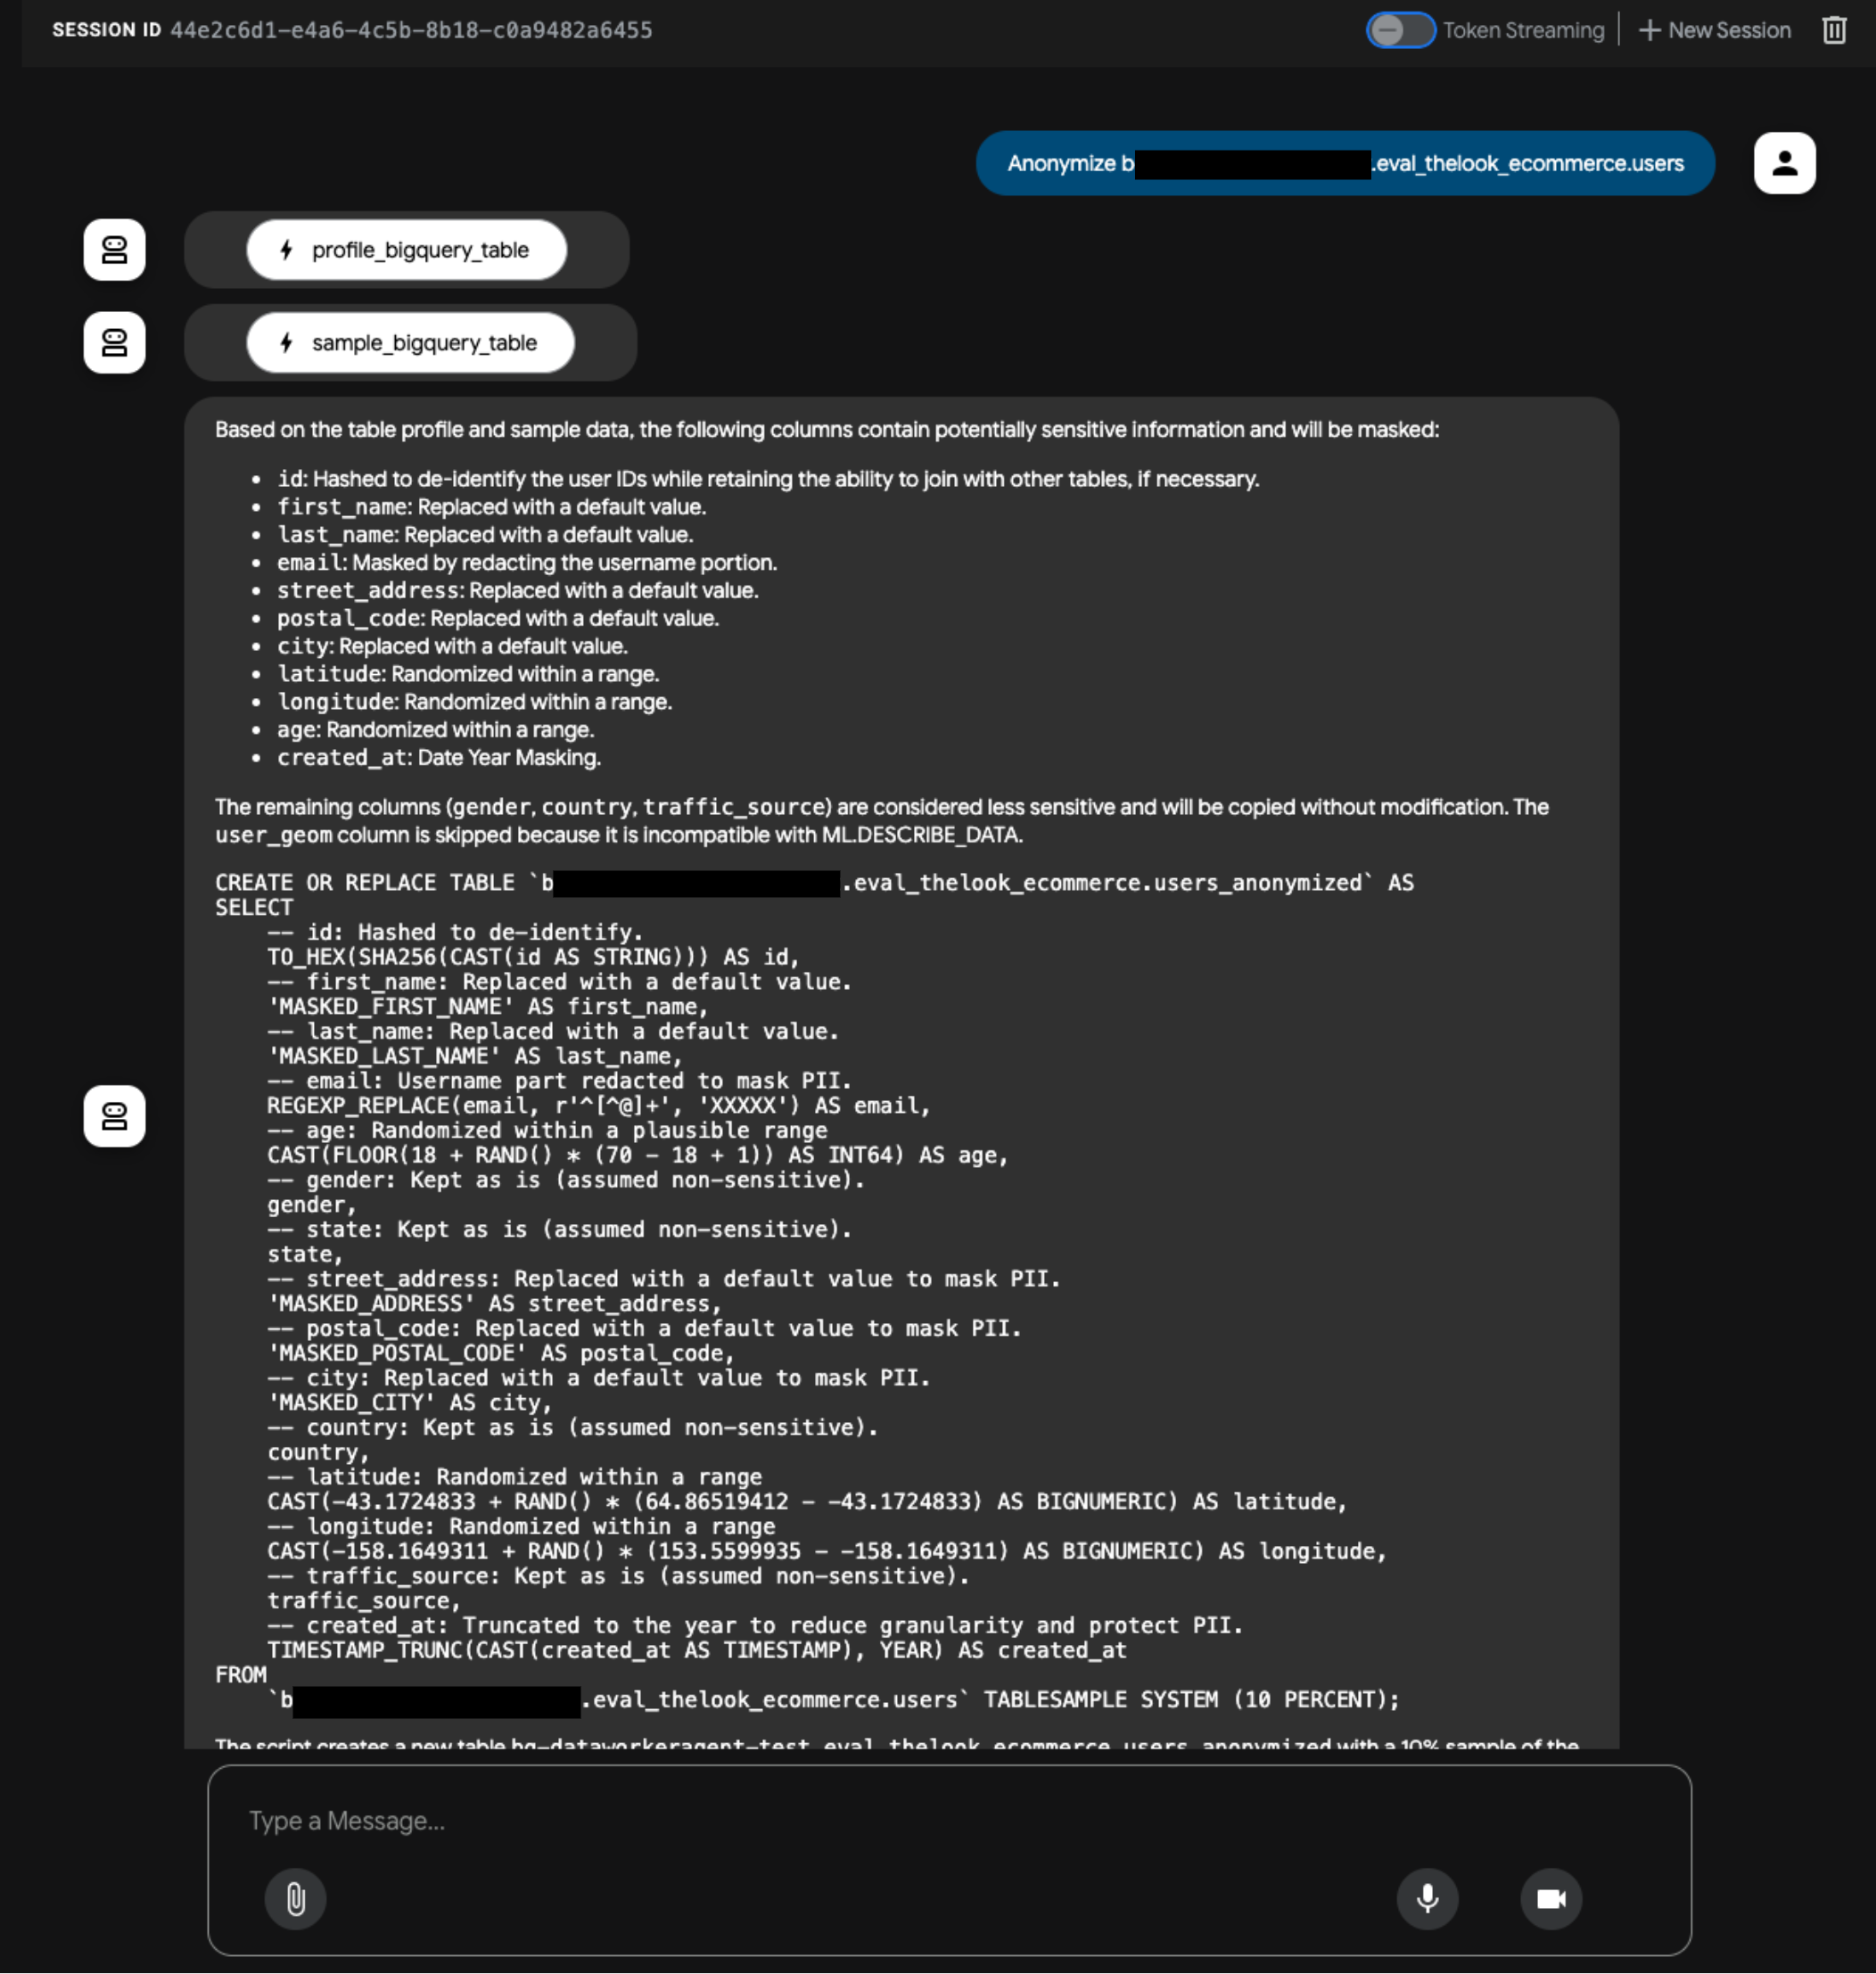 SESSION ID 44e2c6d1-e4a6-4c5b-8b18-c0a9482a6455 Token Streaming + New Session
Anonymize b .eval_thelook_ecommerce.users
profile_bigquery_table
sample_bigquery_table
Based on the table profile and sample data, the following columns contain potentially sensitive information and will be masked:
• id: Hashed to de-identify the user IDs while retaining the ability to join with other tables, if necessary.
• first_name: Replaced with a default value.
• last_name: Replaced with a default value.
• email: Masked by redacting the username portion.
• street_address: Replaced with a default value.
• postal_code: Replaced with a default value.
• city: Replaced with a default value.
• latitude: Randomized within a range.
• longitude: Randomized within a range.
• age: Randomized within a range.
• created_at: Date Year Masking.
The remaining columns (gender, country, traffic_source) are considered less sensitive and will be copied without modification. The
user_geom column is skipped because it is incompatible with ML.DESCRIBE_DATA.
CREATE OR REPLACE TABLE `b .eval_thelook_ecommerce.users_anonymized` AS
SELECT
-- id: Hashed to de-identify.
TO_HEX(SHA256(CAST(id AS STRING))) AS id,
-- first_name: Replaced with a default value.
'MASKED_FIRST_NAME' AS first_name,
-- last_name: Replaced with a default value.
'MASKED_LAST_NAME' AS last_name,
-- email: Username part redacted to mask PII.
REGEXP_REPLACE(email, r'^[^@]+', 'XXXXX') AS email,
-- age: Randomized within a plausible range
CAST(FLOOR(18 + RAND() * (70 - 18 + 1)) AS INT64) AS age,
-- gender: Kept as is (assumed non-sensitive).
gender,
-- state: Kept as is (assumed non-sensitive).
state,
-- street_address: Replaced with a default value to mask PII.
'MASKED_ADDRESS' AS street_address,
-- postal_code: Replaced with a default value to mask PII.
'MASKED_POSTAL_CODE' AS postal_code,
-- city: Replaced with a default value to mask PII.
'MASKED_CITY' AS city,
-- country: Kept as is (assumed non-sensitive).
country,
-- latitude: Randomized within a range
CAST(-43.1724833 + RAND() * (64.86519412 - -43.1724833) AS BIGNUMERIC) AS latitude,
-- longitude: Randomized within a range
CAST(-158.1649311 + RAND() * (153.5599935 - -158.1649311) AS BIGNUMERIC) AS longitude,
-- traffic_source: Kept as is (assumed non-sensitive).
traffic_source,
-- created_at: Truncated to the year to reduce granularity and protect PII.
TIMESTAMP_TRUNC(CAST(created_at AS TIMESTAMP), YEAR) AS created_at
FROM
`b .eval_thelook_ecommerce.users` TABLESAMPLE SYSTEM (10 PERCENT);
The script creates a new table bq-dataworkeragent-test.eval_thelook_ecommerce.users_anonymized with a 10% sample of the
Type a Message...